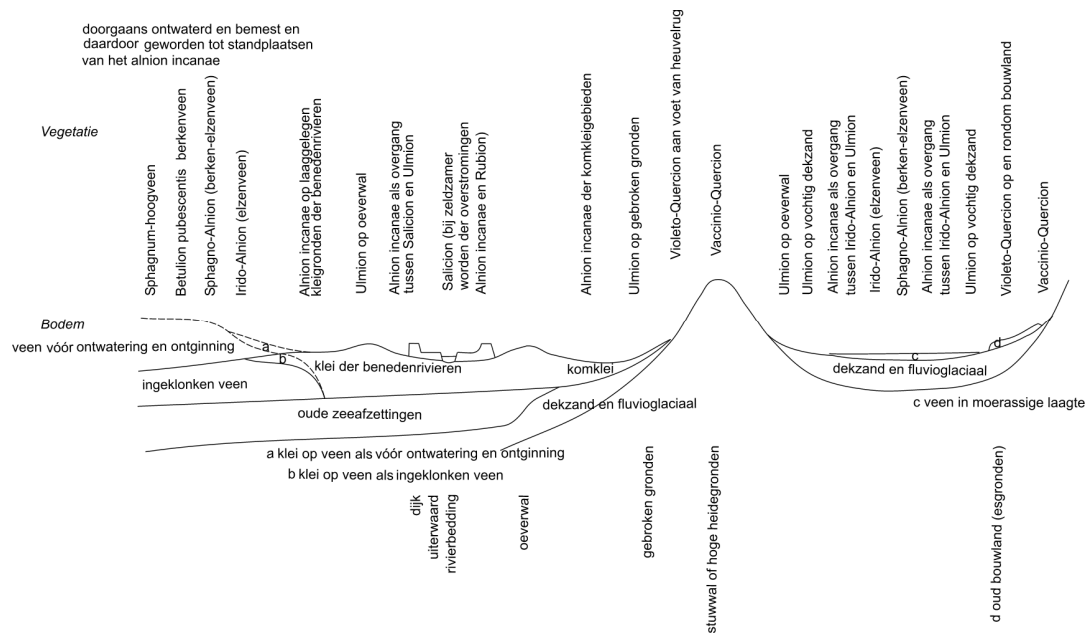 doorgaans ontwaterd en bemest en
daardoor geworden tot standplaatsen
van het alnion incanae
Vegetatie
Sphagnum-hoogveen
Betulion pubescentis berkenveen
Sphagno-Alnion (berken-elzenveen)
Irido-Alnion (elzenveen)
Alnion incanae op laaggelegen
kleigronden der benedenrivieren
Ulmion op oeverwal
Alnion incanae als overgang
tussen Salicion en Ulmion
Salicion (bij zeldzamer
worden der overstromingen
Alnion incanae en Rubion)
Alnion incanae der komkleigebieden
Ulmion op gebroken gronden
Violeto-Quercion aan voet van heuvelrug
Vaccinio-Quercion
Ulmion op oeverwal
Ulmion op vochtig dekzand
Alnion incanae als overgang
tussen Irido-Alnion en Ulmion
Irido-Alnion (elzenveen)
Sphagno-Alnion (berken-elzenveen)
Alnion incanae als overgang
tussen Irido-Alnion en Ulmion
Ulmion op vochtig dekzand
Violeto-Quercion op en rondom bouwland
Vaccinio-Quercion
Bodem
veen vóór ontwatering en ontginning
a
b
klei der benedenrivieren
komklei
ingeklonken veen
oude zeeafzettingen
dekzand en fluvioglaciaal
c
d
dekzand en fluvioglaciaal
c veen in moerassige laagte
a klei op veen als vóór ontwatering en ontginning
b klei op veen als ingeklonken veen
dijk
uiterwaard
rivierbedding
oeverwal
gebroken gronden
stuwwal of hoge heidegronden
d oud bouwland (esgronden)